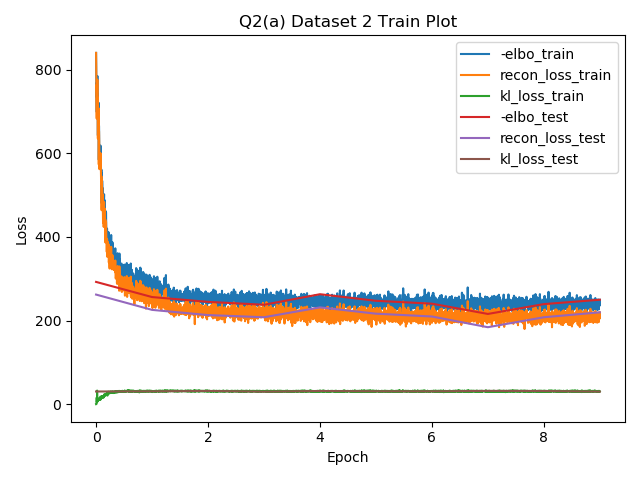 Q2(a) Dataset 2 Train Plot
-elbo_train
recon_loss_train
kl_loss_train
-elbo_test
recon_loss_test
kl_loss_test
Loss
800
600
400
200
0
0 2 4 6 8
Epoch